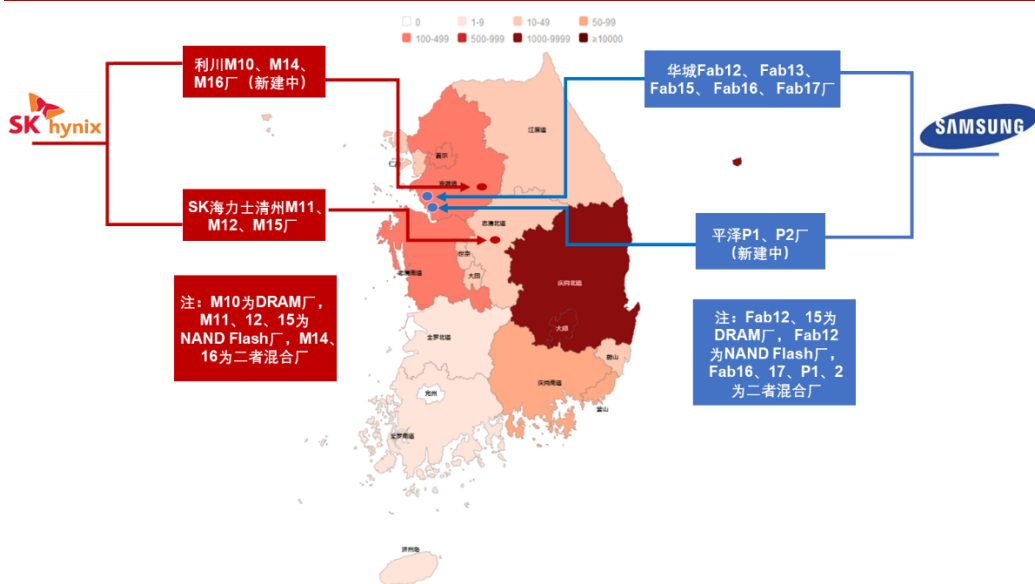 0 1-9 10-49 50-99
100-499 500-999 1000-9999 ≥10000
利川M10、M14、
M16厂（新建中）
华城Fab12、Fab13、
Fab15、Fab16、Fab17厂
SK hynix
SAMSUNG
江原道
首尔
京畿道
SK海力士清州M11、
M12、M15厂
忠清北道
平泽P1、P2厂
（新建中）
世宗
忠清南道
大田
庆尚北道
注：M10为DRAM厂，
M11、12、15为
NAND Flash厂，M14、
16为二者混合厂
注：Fab12、15为
DRAM厂，Fab12
为NAND Flash厂，
Fab16、17、P1、2
为二者混合厂
大邱
全罗北道
庆尚南道
釜山
光州
全罗南道
济州岛